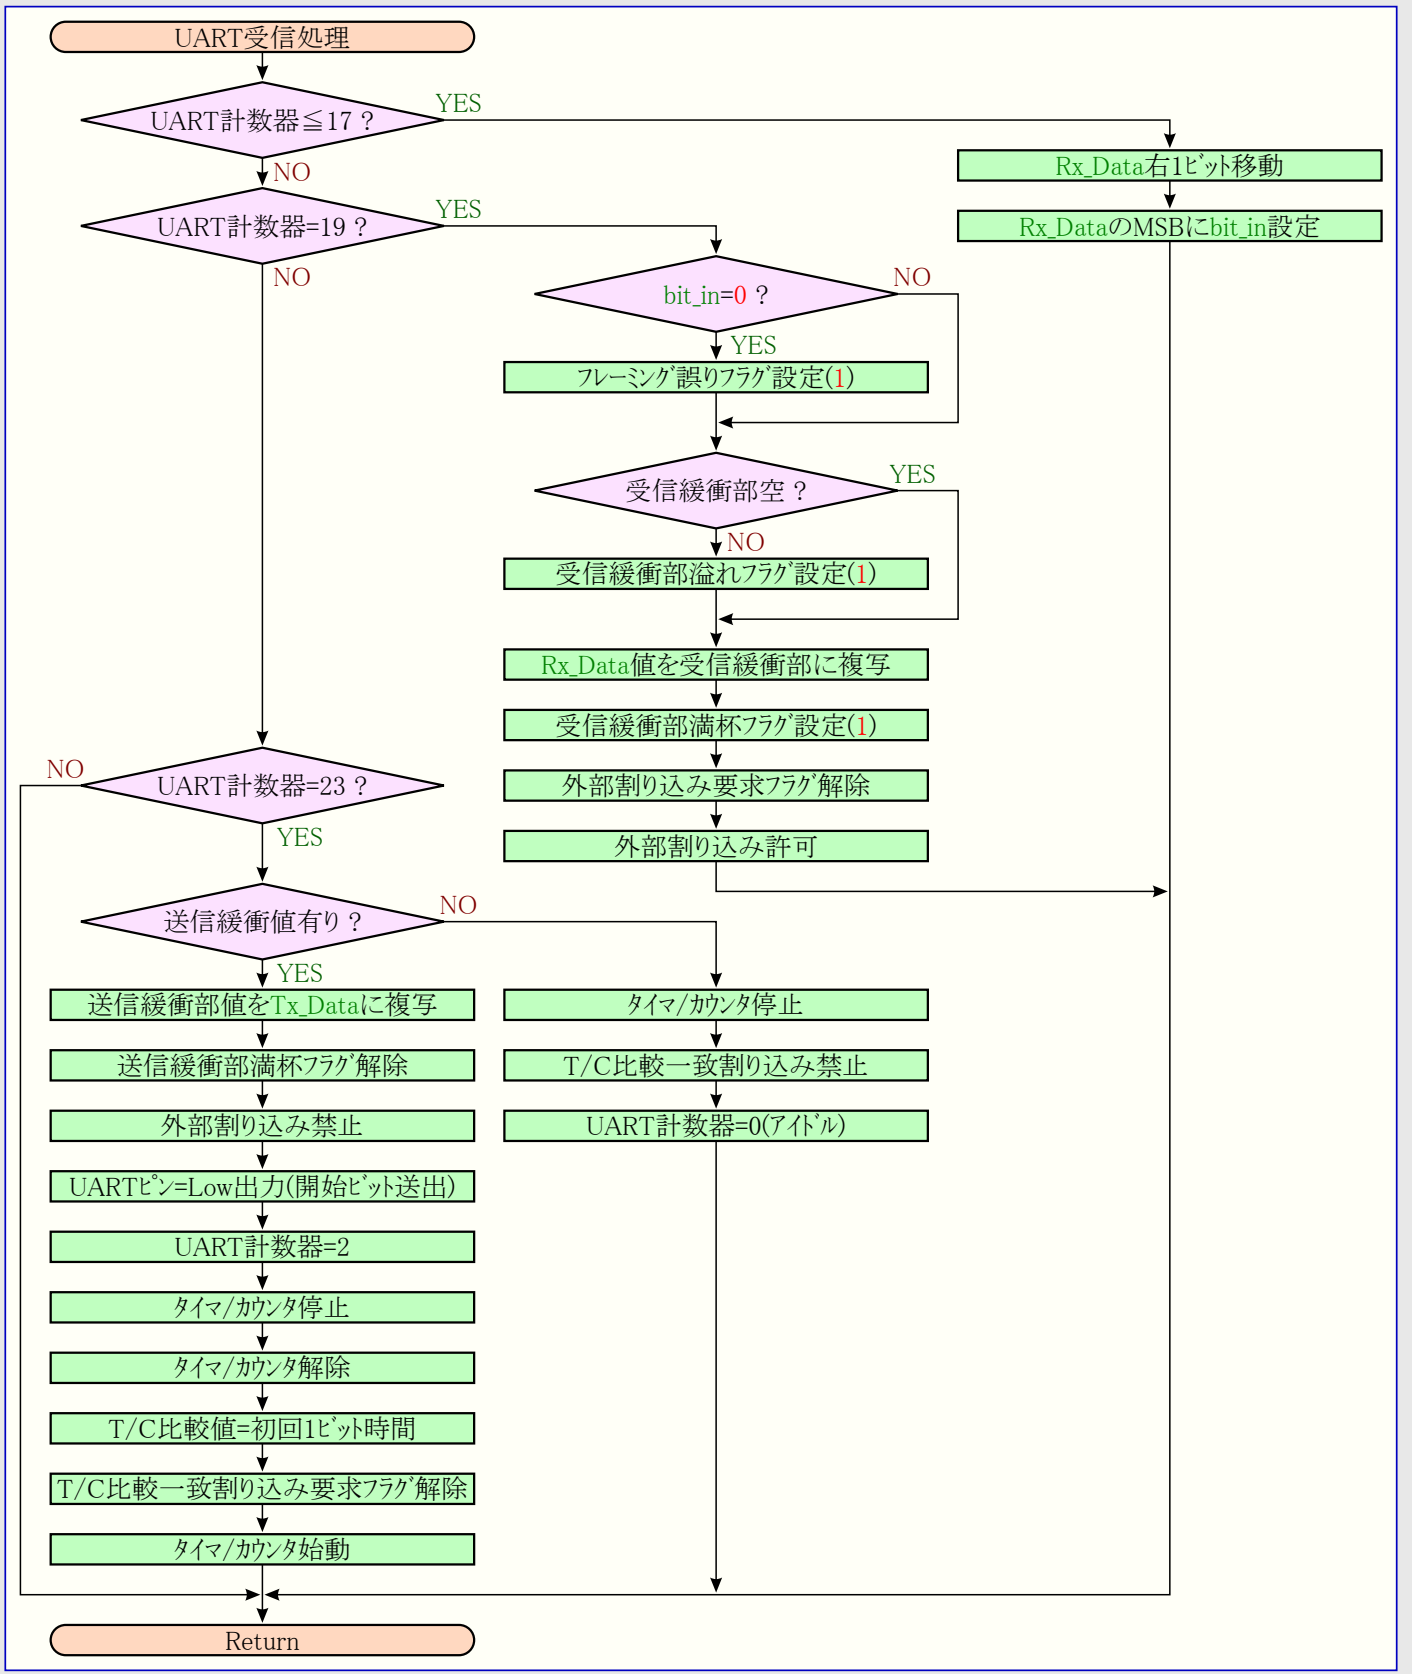 UART受信処理
UART計数器≦17 ?
YES
NO
Rx_Data右1ﾋﾞｯﾄ移動
Rx_DataのMSBにbit_in設定
UART計数器=19 ?
YES
NO
bit_in=0 ?
NO
YES
ﾌﾚｰﾐﾝｸﾞ誤りﾌﾗｸﾞ設定(1)
受信緩衝部空 ?
YES
NO
受信緩衝部溢れﾌﾗｸﾞ設定(1)
Rx_Data値を受信緩衝部に複写
受信緩衝部満杯ﾌﾗｸﾞ設定(1)
外部割り込み要求ﾌﾗｸﾞ解除
外部割り込み許可
NO
UART計数器=23 ?
YES
送信緩衝値有り ?
NO
YES
送信緩衝部値をTx_Dataに複写
送信緩衝部満杯ﾌﾗｸﾞ解除
外部割り込み禁止
UARTﾋﾟﾝ=Low出力(開始ﾋﾞｯﾄ送出)
UART計数器=2
ﾀｲﾏ/ｶｳﾝﾀ停止
ﾀｲﾏ/ｶｳﾝﾀ解除
T/C比較値=初回1ﾋﾞｯﾄ時間
T/C比較一致割り込み要求ﾌﾗｸﾞ解除
ﾀｲﾏ/ｶｳﾝﾀ始動
ﾀｲﾏ/ｶｳﾝﾀ停止
T/C比較一致割り込み禁止
UART計数器=0(ｱｲﾄﾞﾙ)
Return